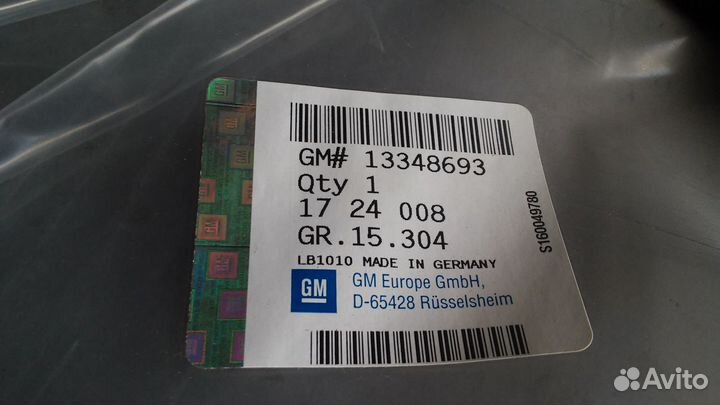 GM# 13348693
Qty 1
17 24 008
GR.15.304
LB1010 MADE IN GERMANY
GM
GM Europe GmbH,
D-65428 Rüsselsheim
S160049780
Avito